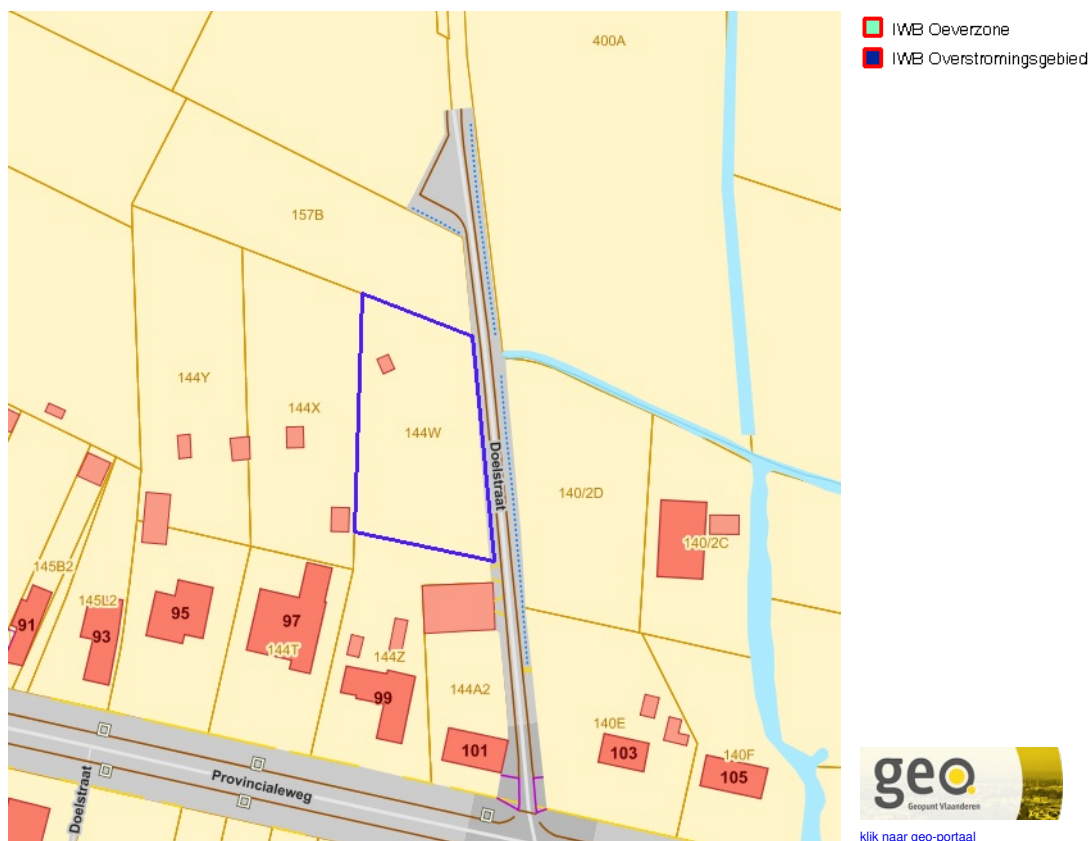 400A
IWB Oeverzone
IWB Overstromingsgebied
157B
144Y
144X
144W
Doelstraat
140/2D
140/2C
145B2
145L2
91
93
95
97
144T
144Z
99
144A2
101
140E
103
140F
105
Provincialeweg
Doelstraat
geo
Geopunt Vlaanderen
klik naar geo-portaal